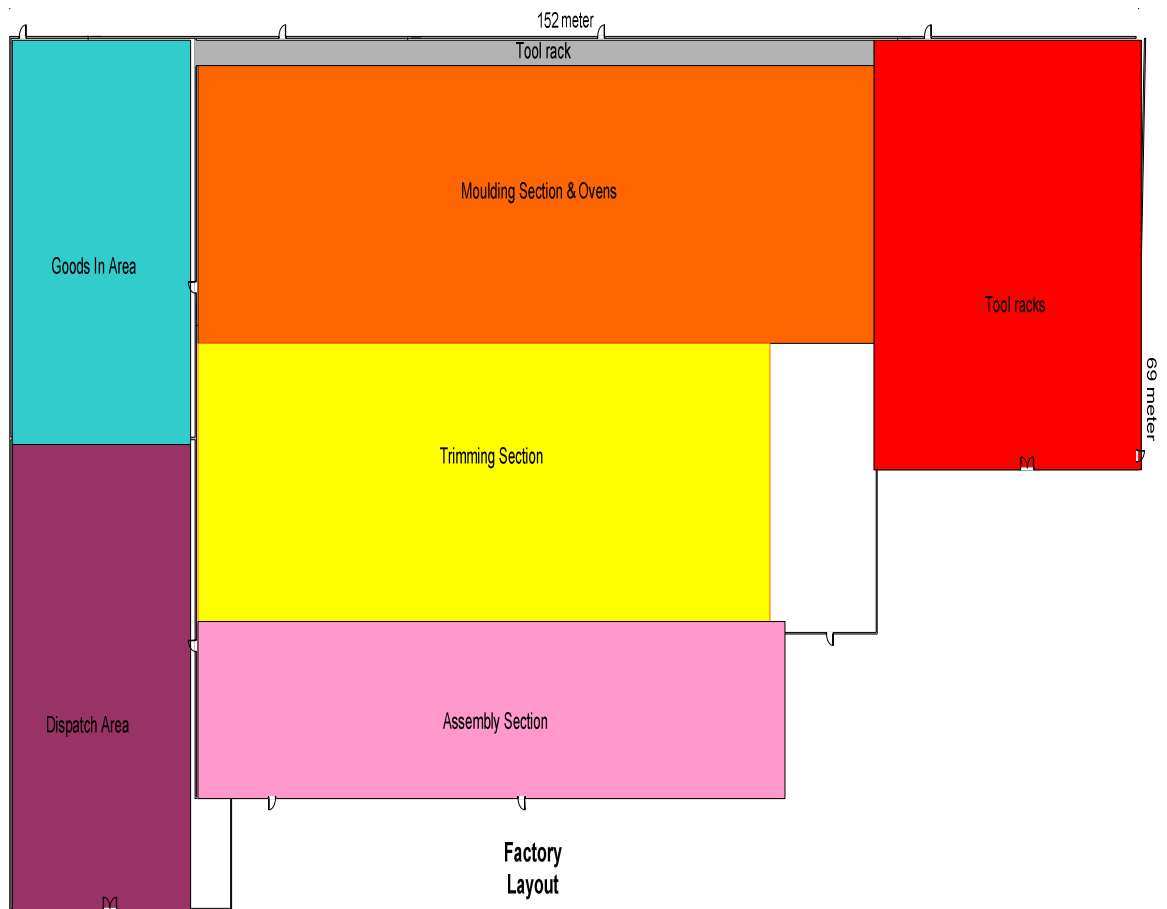 152 meter
Tool rack
Moulding Section & Ovens
Goods In Area
Tool racks
69 meter
Trimming Section
Dispatch Area
Assembly Section
Factory
Layout